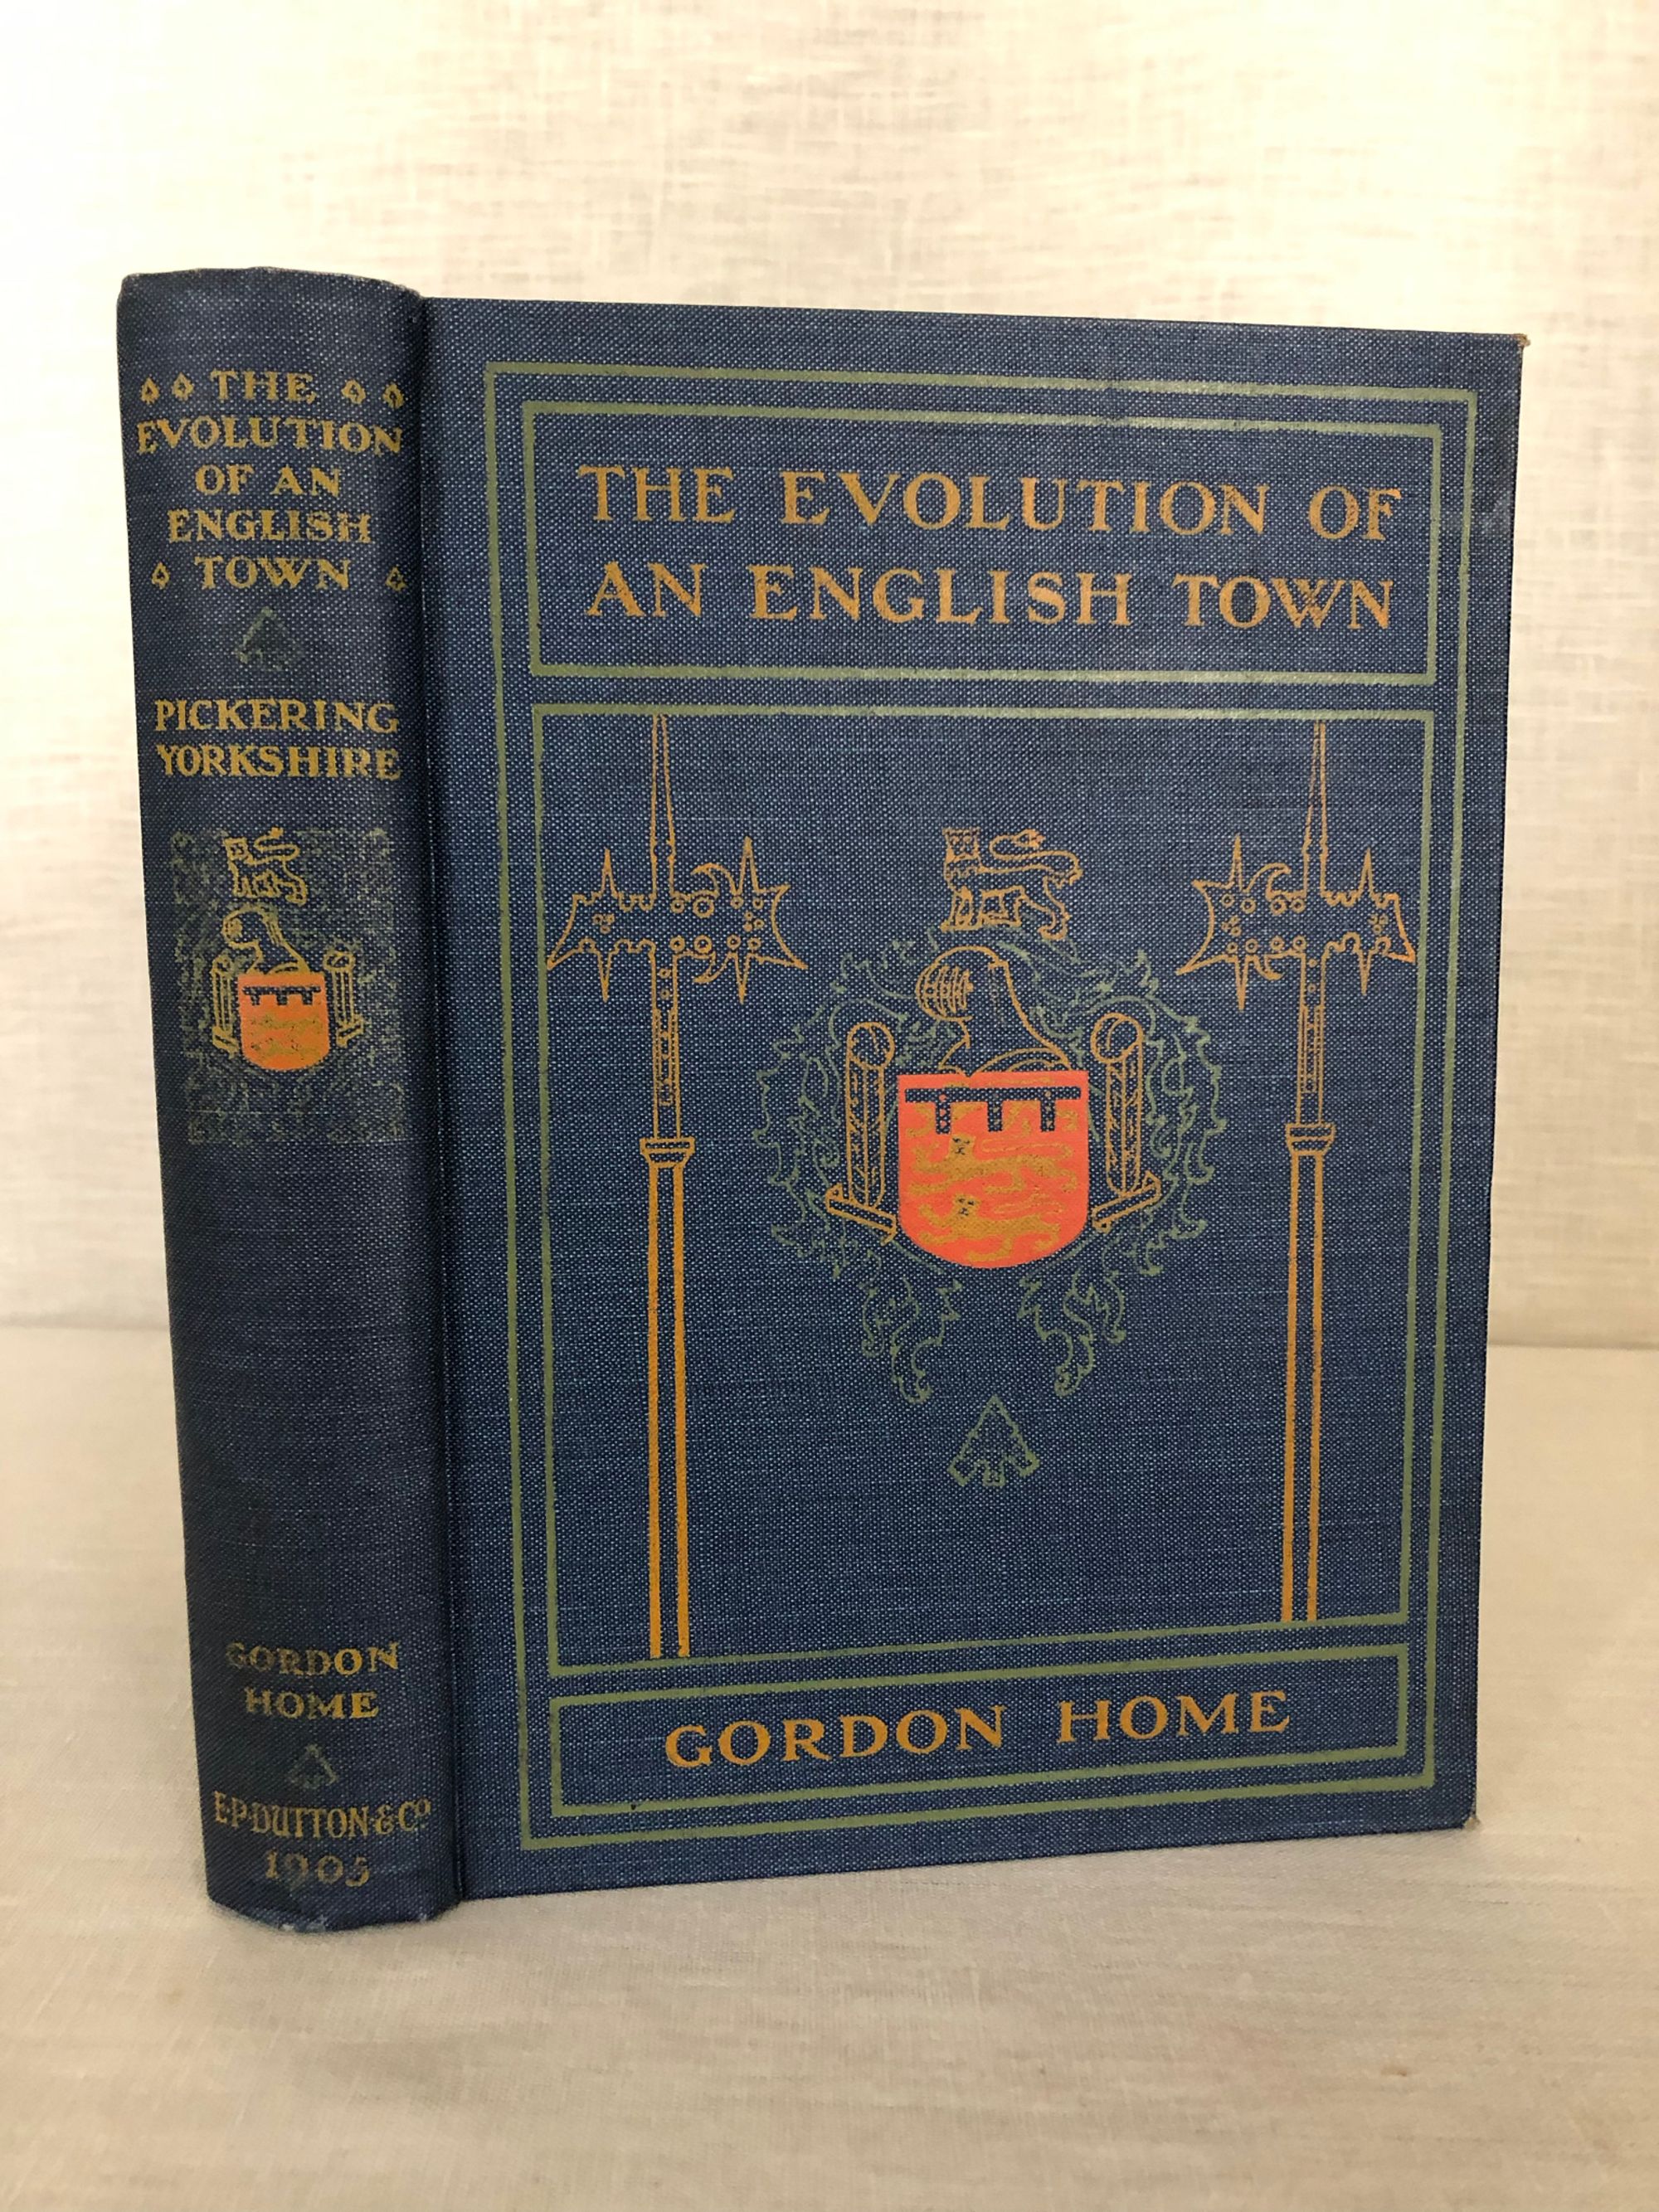 THE
EVOLUTION
OF AN
ENGLISH
TOWN
PICKERING
YORKSHIRE
GORDON
HOME
E·P·DUTTON·&·Cº
1905
THE EVOLUTION OF
AN ENGLISH TOWN
GORDON HOME